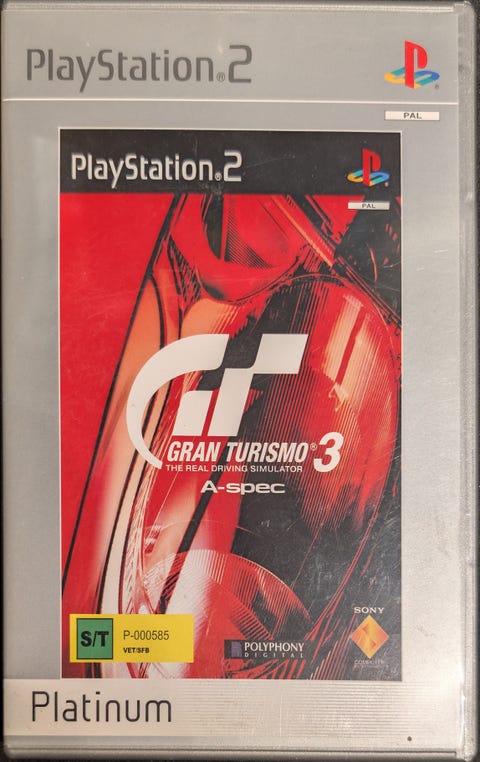 PlayStation®2
PAL
PlayStation®2
PAL
GRAN TURISMO® 3
THE REAL DRIVING SIMULATOR
A-spec
S/T
P-000585
VET/SFB
POLYPHONY
DIGITAL
SONY
COMPUTER
Platinum